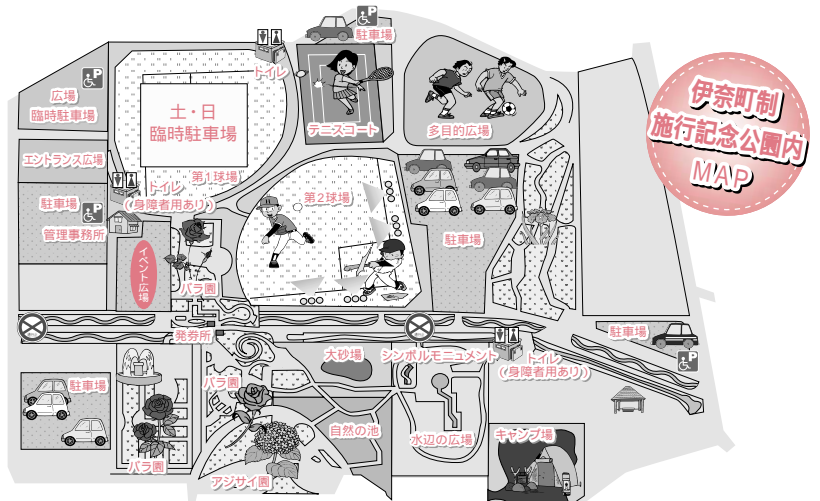 伊奈町制
施行記念公園内
MAP
P
駐車場
トイレ
P
広場
臨時駐車場
土・日
臨時駐車場
テニスコート
多目的広場
エントランス広場
第1球場
トイレ
(身障者用あり)
第2球場
駐車場
P
管理事務所
イベント広場
バラ園
駐車場
発券所
大砂場
シンボルモニュメント
トイレ
(身障者用あり)
駐車場
P
駐車場
バラ園
自然の池
水辺の広場
キャンプ場
バラ園
アジサイ園